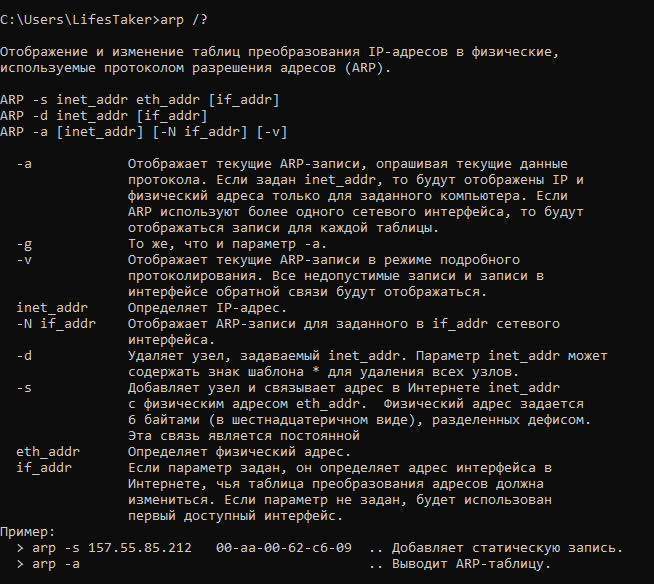 C:\Users\LifesTaker>arp /?
Отображение и изменение таблиц преобразования IP-адресов в физические,
используемые протоколом разрешения адресов (ARP).
ARP -s inet_addr eth_addr [if_addr]
ARP -d inet_addr [if_addr]
ARP -a [inet_addr] [-N if_addr] [-v]
-a Отображает текущие ARP-записи, опрашивая текущие данные
протокола. Если задан inet_addr, то будут отображены IP и
физический адреса только для заданного компьютера. Если
ARP используют более одного сетевого интерфейса, то будут
отображаться записи для каждой таблицы.
-g То же, что и параметр -a.
-v Отображает текущие ARP-записи в режиме подробного
протоколирования. Все недопустимые записи и записи в
интерфейсе обратной связи будут отображаться.
inet_addr Определяет IP-адрес.
-N if_addr Отображает ARP-записи для заданного в if_addr сетевого
интерфейса.
-d Удаляет узел, задаваемый inet_addr. Параметр inet_addr может
содержать знак шаблона * для удаления всех узлов.
-s Добавляет узел и связывает адрес в Интернете inet_addr
с физическим адресом eth_addr.  Физический адрес задается
6 байтами (в шестнадцатеричном виде), разделенных дефисом.
Эта связь является постоянной
eth_addr Определяет физический адрес.
if_addr Если параметр задан, он определяет адрес интерфейса в
Интернете, чья таблица преобразования адресов должна
измениться. Если параметр не задан, будет использован
первый доступный интерфейс.
Пример:
> arp -s 157.55.85.212   00-aa-00-62-c6-09  .. Добавляет статическую запись.
> arp -a                                    .. Выводит ARP-таблицу.